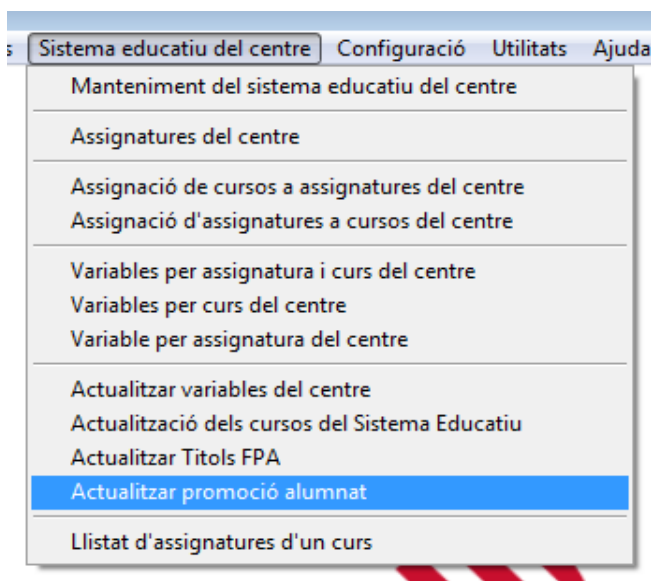 s Sistema educatiu del centre Configuració Utilitats Ajuda
Manteniment del sistema educatiu del centre
Assignatures del centre
Assignació de cursos a assignatures del centre
Assignació d'assignatures a cursos del centre
Variables per assignatura i curs del centre
Variables per curs del centre
Variable per assignatura del centre
Actualitzar variables del centre
Actualització dels cursos del Sistema Educatiu
Actualitzar Titols FPA
Actualitzar promoció alumnat
Llistat d'assignatures d'un curs